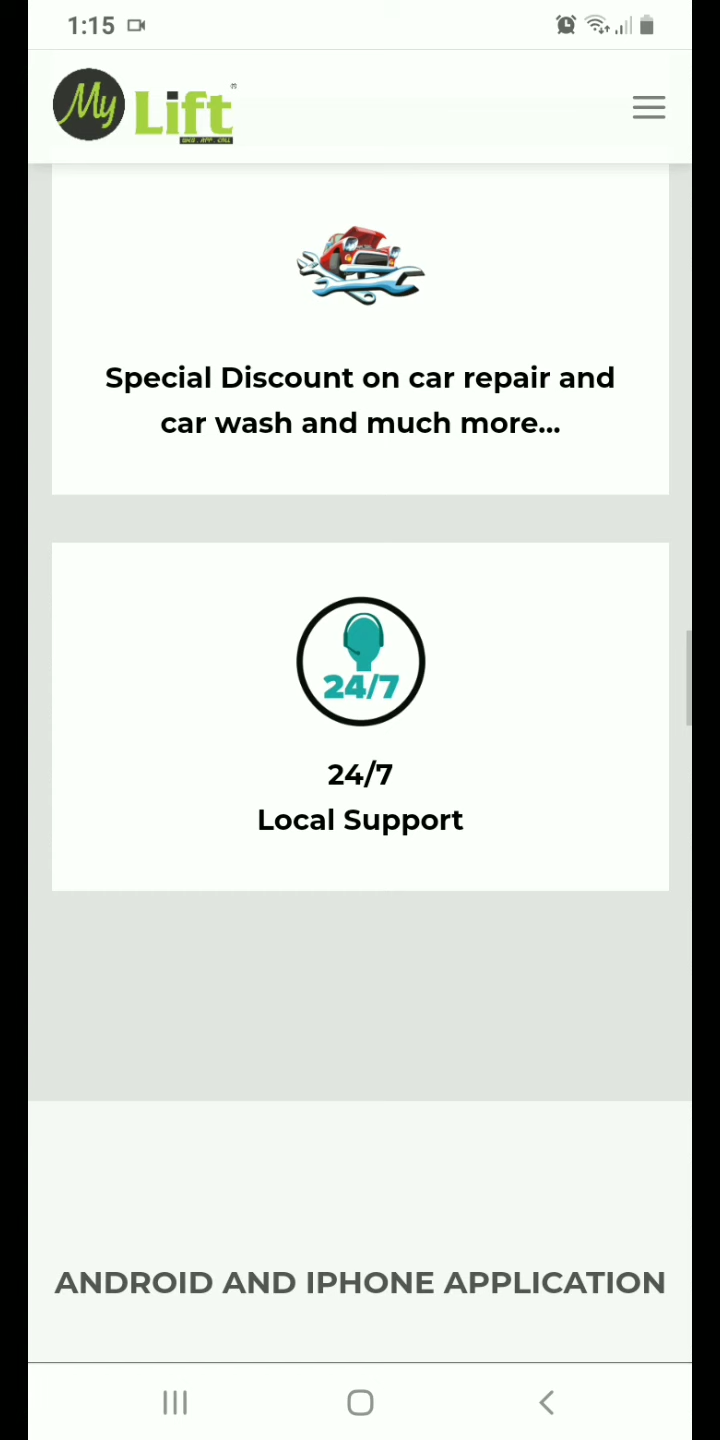 1:15
My Lift
Special Discount on car repair and
car wash and much more...
24/7
24/7
Local Support
ANDROID AND IPHONE APPLICATION